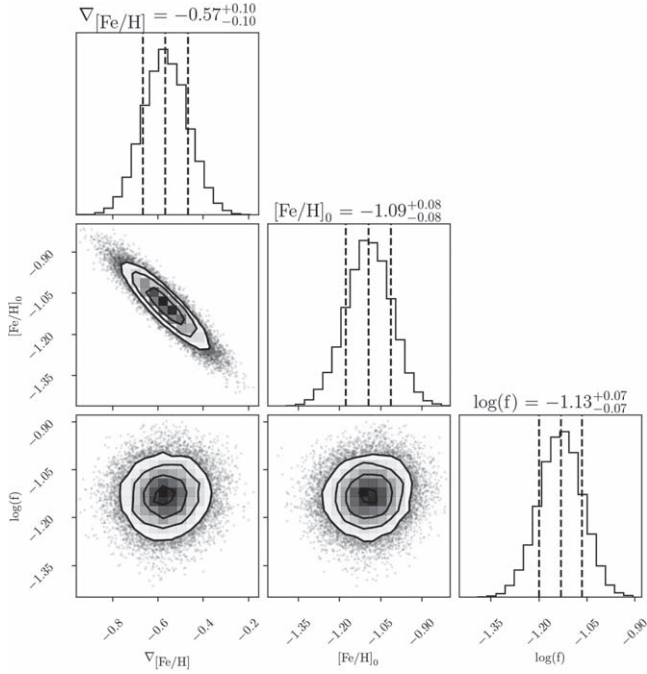 ∇[Fe/H] = −0.57+0.10−0.10
[Fe/H]0 = −1.09+0.08−0.08
−0.90
−1.05
−1.20
−1.35
[Fe/H]0
log(f) = −1.13+0.07−0.07
−0.90
−1.05
−1.20
−1.35
log(f)
−0.8 −0.6 −0.4 −0.2
−1.35 −1.20 −1.05 −0.90
−1.35 −1.20 −1.05 −0.90
∇[Fe/H] [Fe/H]0 log(f)